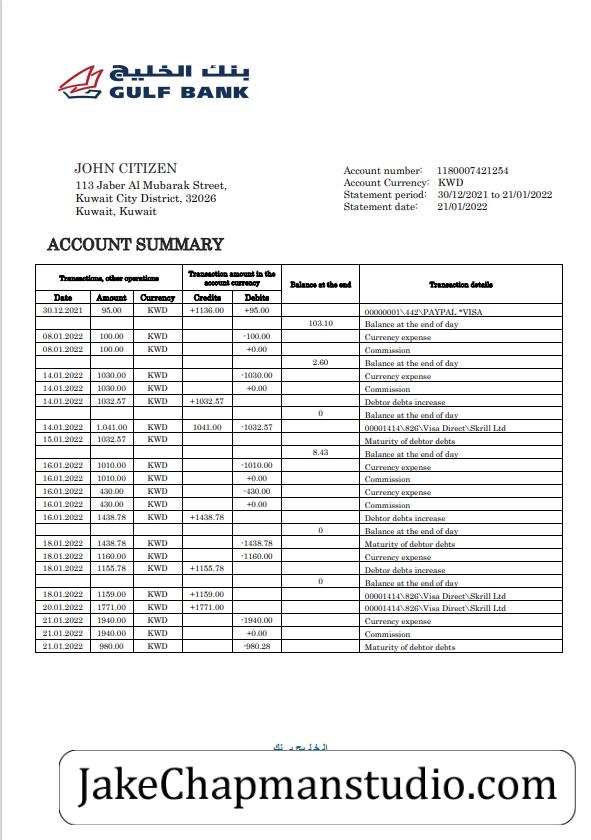 بنك الخليج
GULF BANK
JOHN CITIZEN
113 Jaber Al Mubarak Street,
Kuwait City District, 32026
Kuwait, Kuwait
Account number: 1180007421254
Account Currency: KWD
Statement period: 30/12/2021 to 21/01/2022
Statement date: 21/01/2022
ACCOUNT SUMMARY
Transactions, other operations Transaction amount in the account currency Balance at the end Transaction details
Date Amount Currency Credits Debits
30.12.2021 95.00 KWD +1136.00 +95.00 00000001\442\PAYPAL *VISA
103.10 Balance at the end of day
08.01.2022 100.00 KWD -100.00 Currency expense
08.01.2022 100.00 KWD +0.00 Commission
2.60 Balance at the end of day
14.01.2022 1030.00 KWD -1030.00 Currency expense
14.01.2022 1030.00 KWD +0.00 Commission
14.01.2022 1032.57 KWD +1032.57 Debtor debts increase
0 Balance at the end of day
14.01.2022 1.041.00 KWD 1041.00 -1032.57 00001414\826\Visa Direct\Skrill Ltd
15.01.2022 1032.57 KWD Maturity of debtor debts
8.43 Balance at the end of day
16.01.2022 1010.00 KWD -1010.00 Currency expense
16.01.2022 1010.00 KWD +0.00 Commission
16.01.2022 430.00 KWD -430.00 Currency expense
16.01.2022 430.00 KWD +0.00 Commission
16.01.2022 1438.78 KWD +1438.78 Debtor debts increase
0 Balance at the end of day
18.01.2022 1438.78 KWD -1438.78 Maturity of debtor debts
18.01.2022 1160.00 KWD -1160.00 Currency expense
18.01.2022 1155.78 KWD +1155.78 Debtor debts increase
0 Balance at the end of day
18.01.2022 1159.00 KWD +1159.00 00001414\826\Visa Direct\Skrill Ltd
20.01.2022 1771.00 KWD +1771.00 00001414\826\Visa Direct\Skrill Ltd
21.01.2022 1940.00 KWD -1940.00 Currency expense
21.01.2022 1940.00 KWD +0.00 Commission
21.01.2022 980.00 KWD -980.28 Maturity of debtor debts
JakeChapmanstudio.com